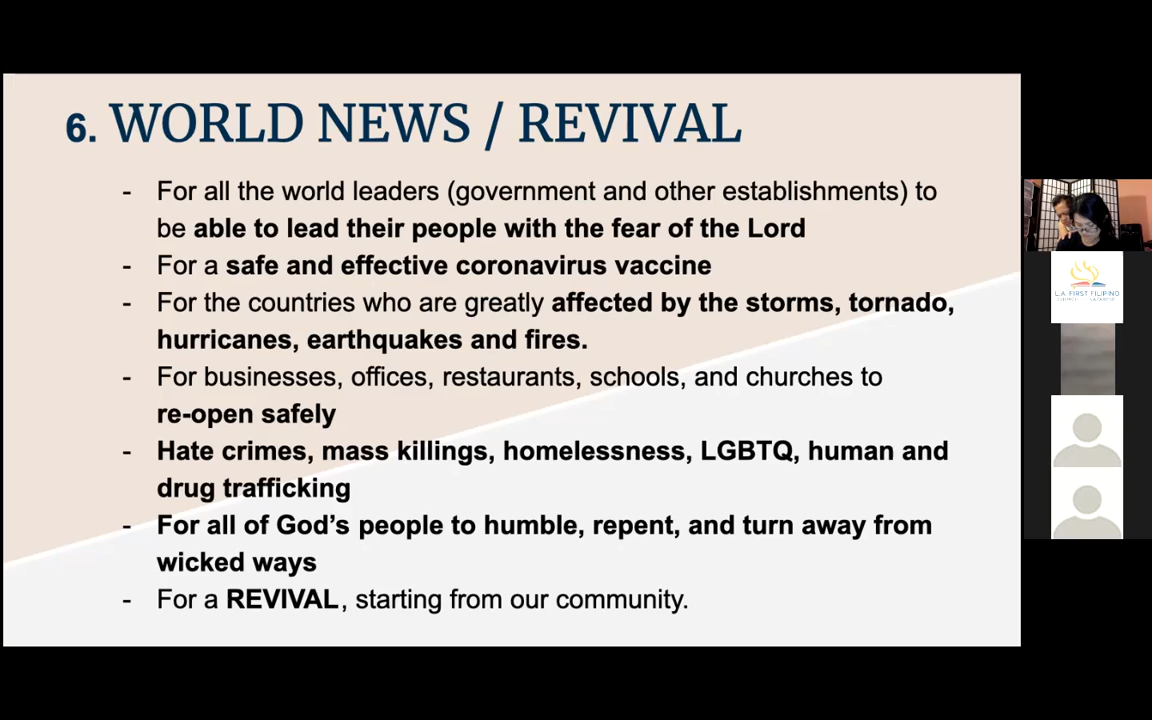 6. WORLD NEWS / REVIVAL
- For all the world leaders (government and other establishments) to
be able to lead their people with the fear of the Lord
- For a safe and effective coronavirus vaccine
- For the countries who are greatly affected by the storms, tornado,
hurricanes, earthquakes and fires.
- For businesses, offices, restaurants, schools, and churches to
re-open safely
- Hate crimes, mass killings, homelessness, LGBTQ, human and
drug trafficking
- For all of God's people to humble, repent, and turn away from
wicked ways
- For a REVIVAL, starting from our community.
L.A. FIRST FILIPINO